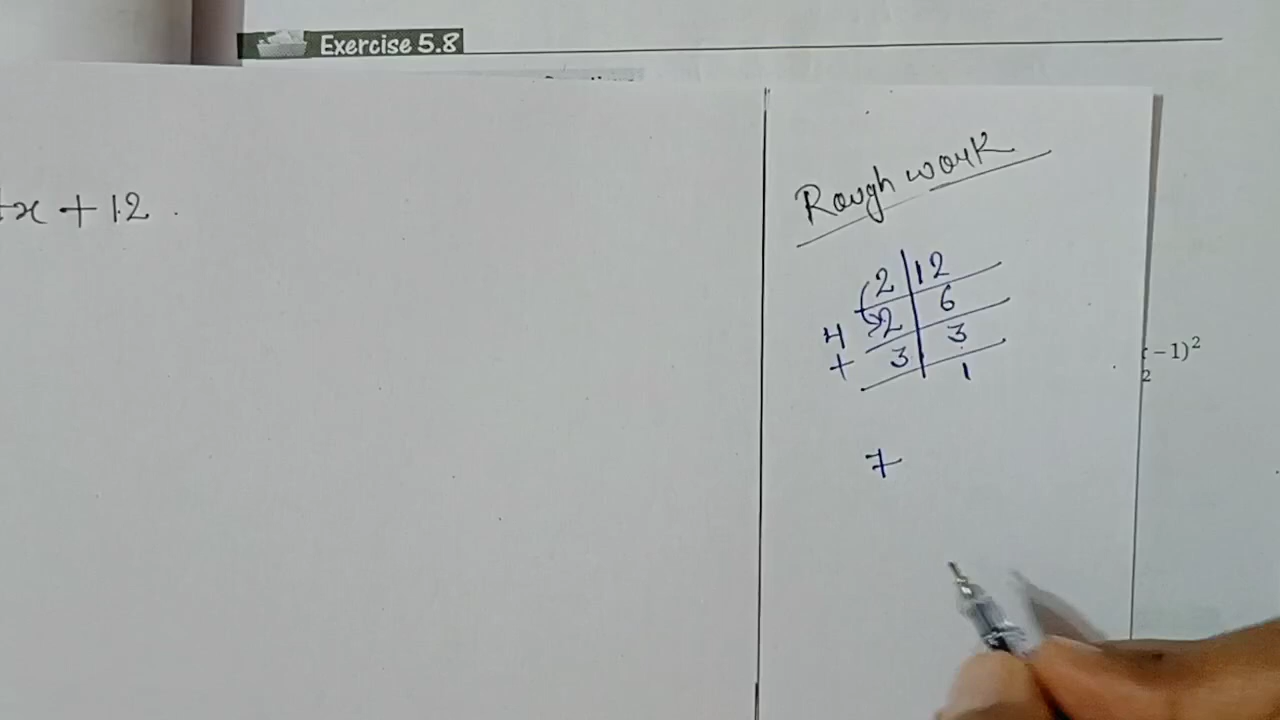 Exercise 5.8
x + 12 .
Rough work
2 | 12
2 | 6
4
3 | 3
+
1
7
-1)²
2